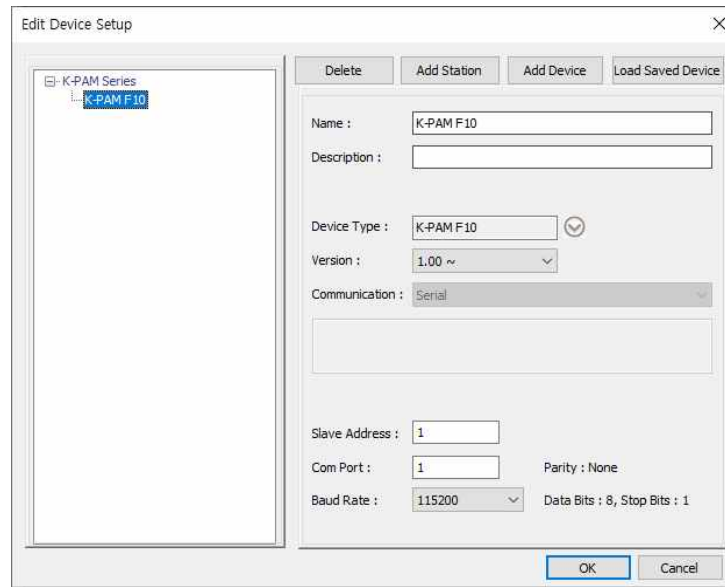 Edit Device Setup
K-PAM Series
K-PAM F10
Delete Add Station Add Device Load Saved Device
Name : K-PAM F10
Description :
Device Type : K-PAM F10
Version : 1.00 ~
Communication : Serial
Slave Address : 1
Com Port : 1 Parity : None
Baud Rate : 115200 Data Bits : 8, Stop Bits : 1
OK Cancel